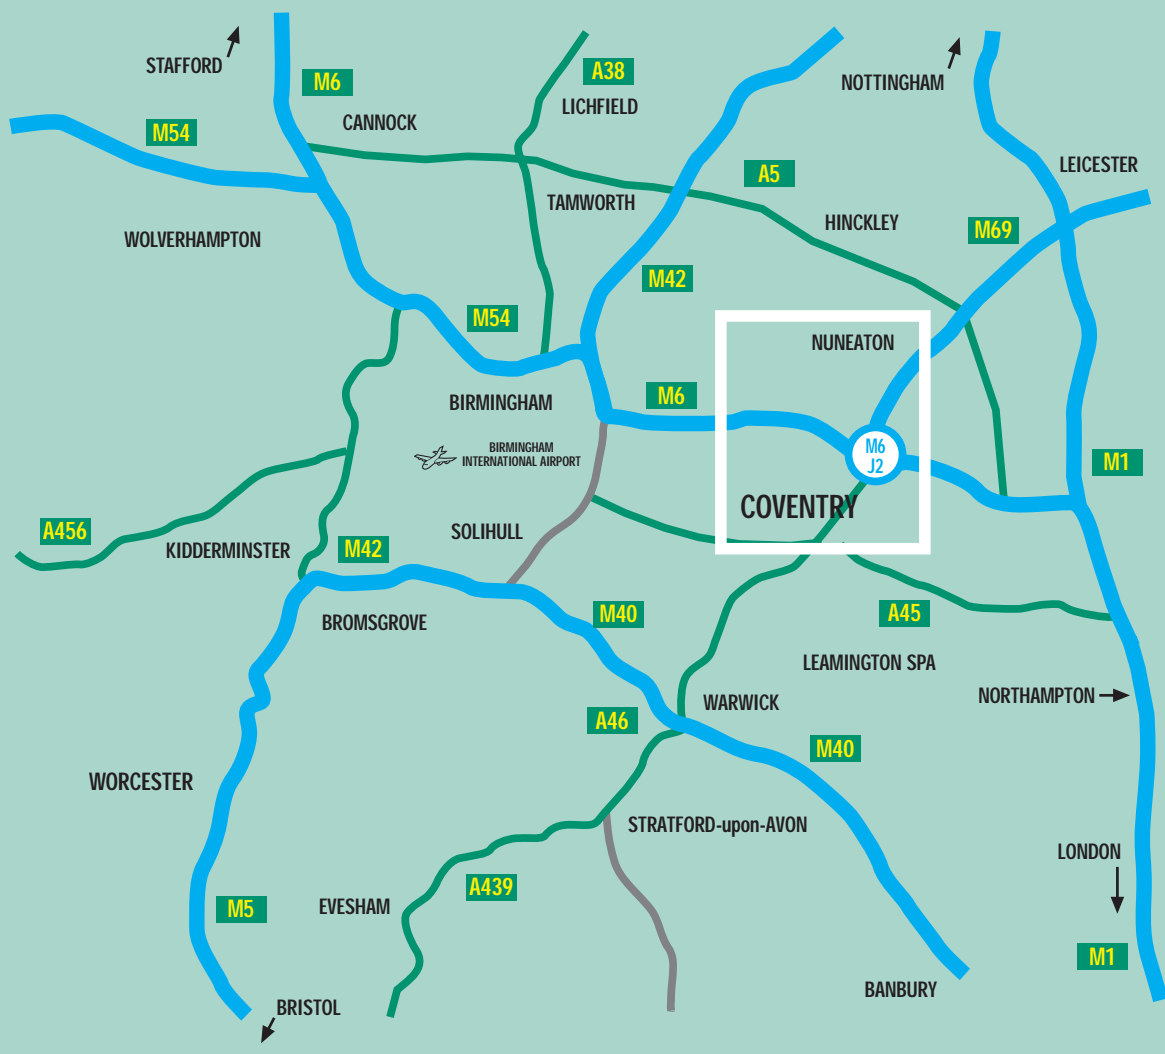 STAFFORD
M6
A38
LICHFIELD
NOTTINGHAM
CANNOCK
M54
LEICESTER
A5
TAMWORTH
HINCKLEY
M69
WOLVERHAMPTON
M42
M54
NUNEATON
BIRMINGHAM
M6
BIRMINGHAM
INTERNATIONAL AIRPORT
M6
J2
M1
COVENTRY
A456
SOLIHULL
KIDDERMINSTER
M42
BROMSGROVE
M40
A45
LEAMINGTON SPA
NORTHAMPTON
WARWICK
A46
M40
WORCESTER
STRATFORD-upon-AVON
LONDON
A439
EVESHAM
M5
M1
BANBURY
BRISTOL